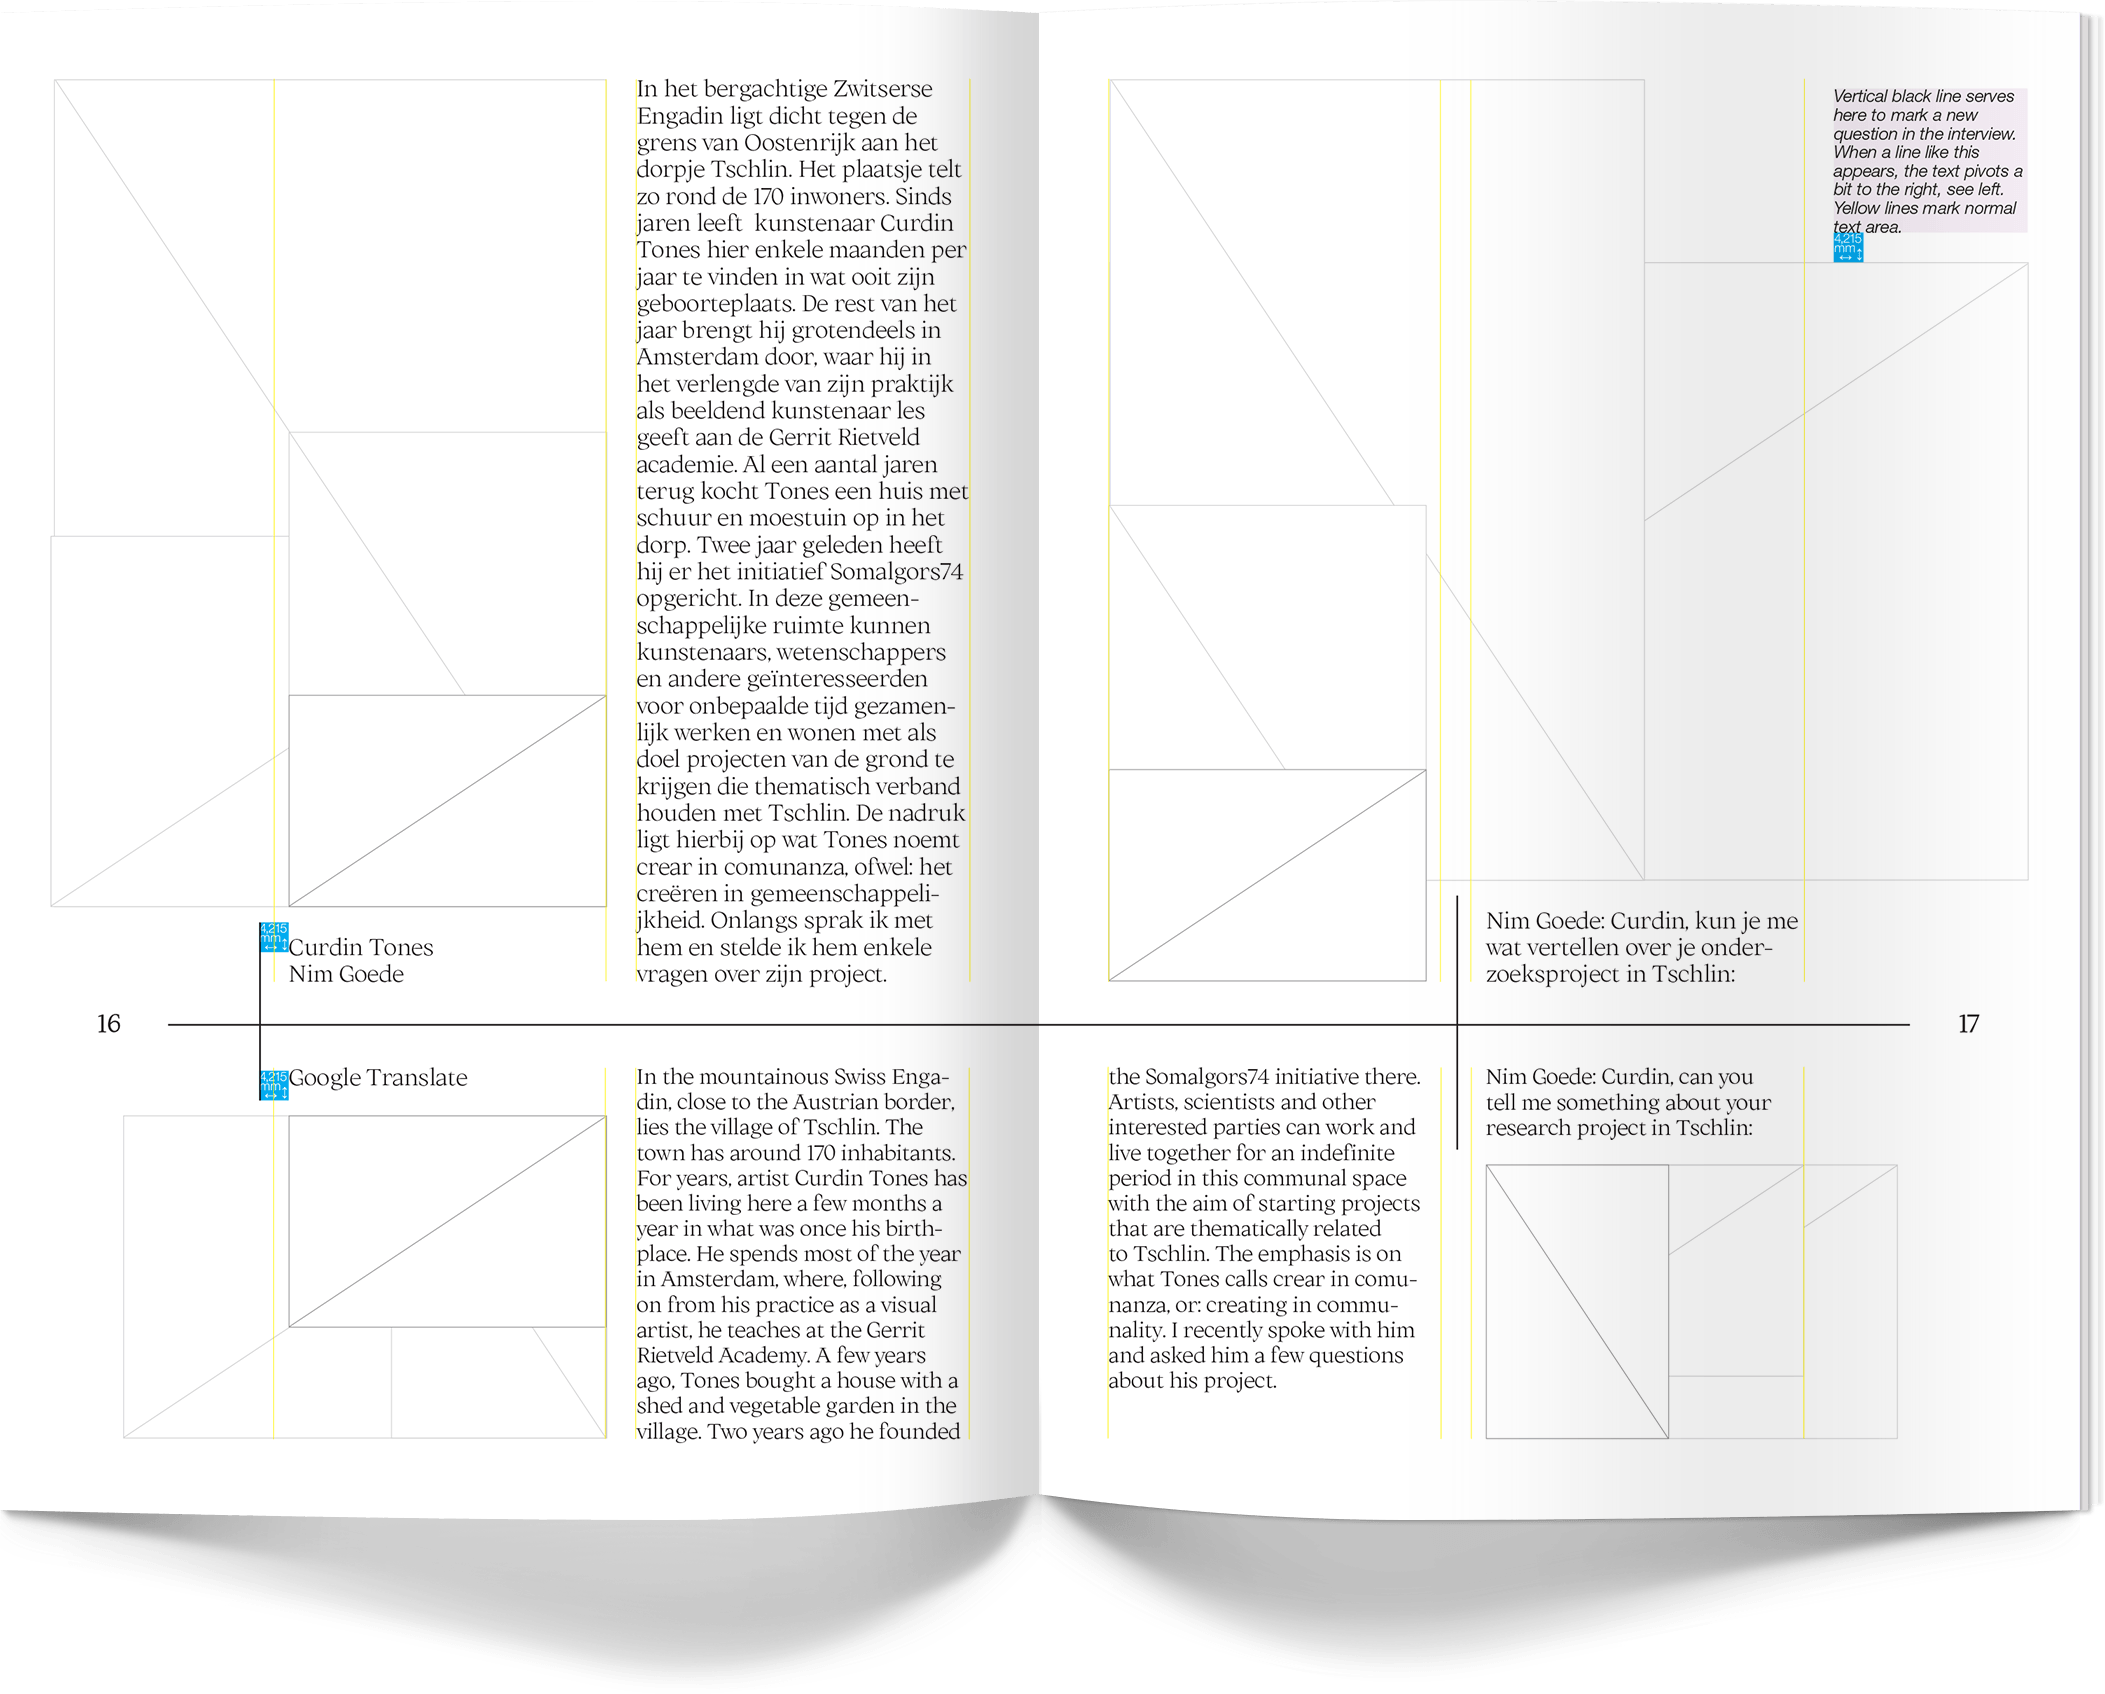 In het bergachtige Zwitserse
Engadin ligt dicht tegen de
grens van Oostenrijk aan het
dorpje Tschlin. Het plaatsje telt
zo rond de 170 inwoners. Sinds
jaren leeft  kunstenaar Curdin
Tones hier enkele maanden per
jaar te vinden in wat ooit zijn
geboorteplaats. De rest van het
jaar brengt hij grotendeels in
Amsterdam door, waar hij in
het verlengde van zijn praktijk
als beeldend kunstenaar les
geeft aan de Gerrit Rietveld
academie. Al een aantal jaren
terug kocht Tones een huis met
schuur en moestuin op in het
dorp. Twee jaar geleden heeft
hij er het initiatief Somalgors74
opgericht. In deze gemeen-
schappelijke ruimte kunnen
kunstenaars, wetenschappers
en andere geïnteresseerden
voor onbepaalde tijd gezamen-
lijk werken en wonen met als
doel projecten van de grond te
krijgen die thematisch verband
houden met Tschlin. De nadruk
ligt hierbij op wat Tones noemt
crear in comunanza, ofwel: het
creëren in gemeenschappeli-
jkheid. Onlangs sprak ik met
hem en stelde ik hem enkele
vragen over zijn project.
4,215
mm
Curdin Tones
Nim Goede
16
4,215
mm
Google Translate
In the mountainous Swiss Enga-
din, close to the Austrian border,
lies the village of Tschlin. The
town has around 170 inhabitants.
For years, artist Curdin Tones has
been living here a few months a
year in what was once his birth-
place. He spends most of the year
in Amsterdam, where, following
on from his practice as a visual
artist, he teaches at the Gerrit
Rietveld Academy. A few years
ago, Tones bought a house with a
shed and vegetable garden in the
village. Two years ago he founded
Vertical black line serves
here to mark a new
question in the interview.
When a line like this
appears, the text pivots a
bit to the right, see left.
Yellow lines mark normal
text area.
4,215
mm
Nim Goede: Curdin, kun je me
wat vertellen over je onder-
zoeksproject in Tschlin:
17
the Somalgors74 initiative there.
Artists, scientists and other
interested parties can work and
live together for an indefinite
period in this communal space
with the aim of starting projects
that are thematically related
to Tschlin. The emphasis is on
what Tones calls crear in comu-
nanza, or: creating in commu-
nality. I recently spoke with him
and asked him a few questions
about his project.
Nim Goede: Curdin, can you
tell me something about your
research project in Tschlin: